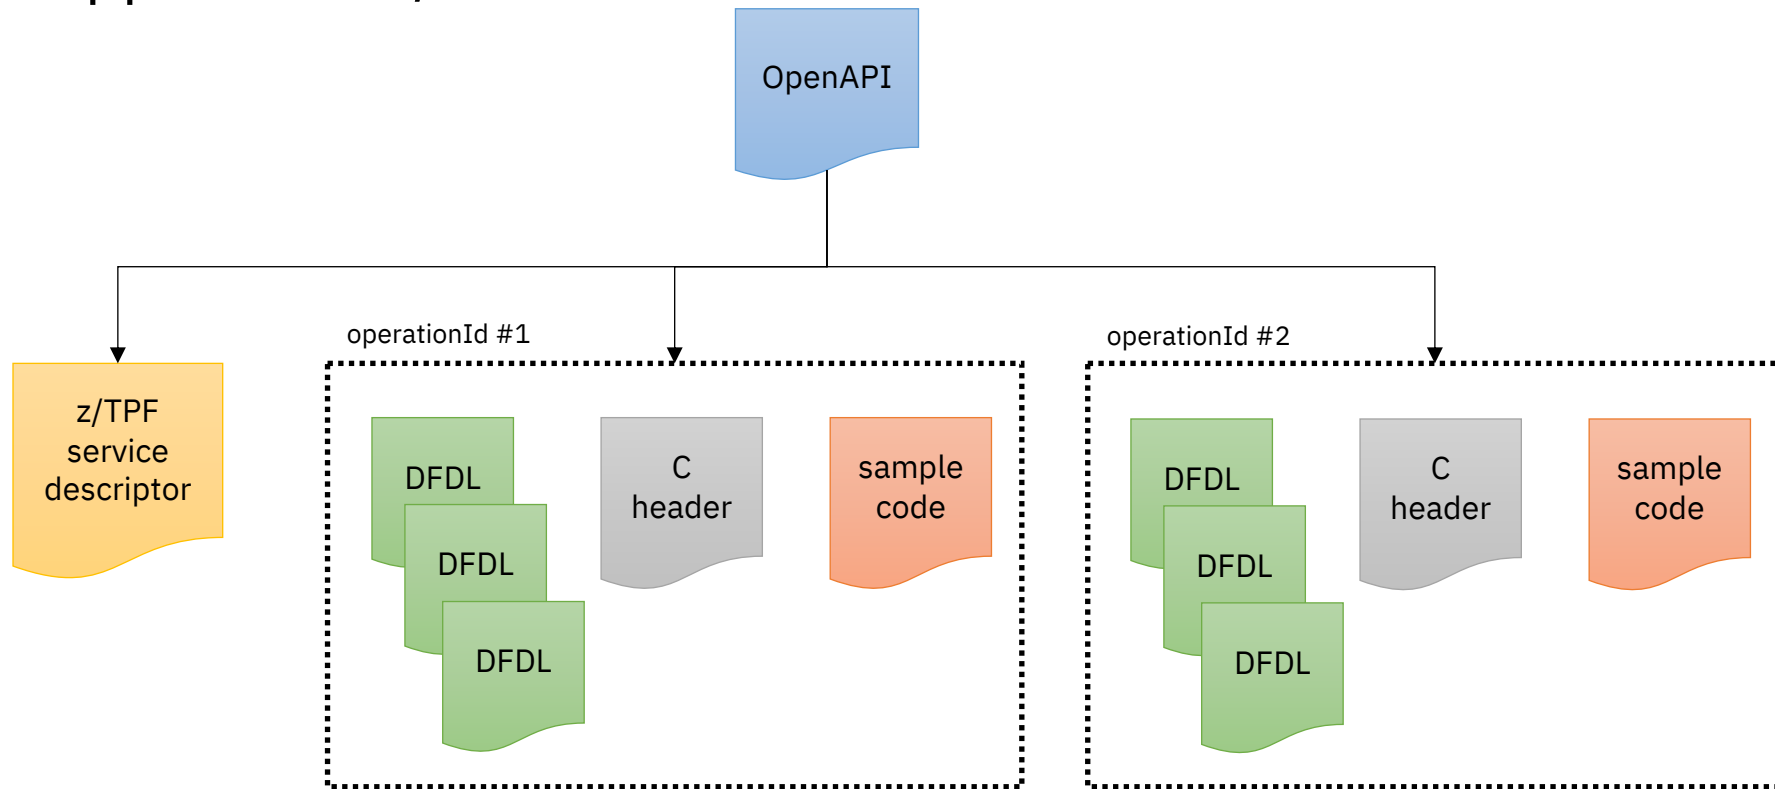 OpenAPI
operationId #1
operationId #2
z/TPF
service
descriptor
DFDL
DFDL
DFDL
C
header
sample
code
DFDL
DFDL
DFDL
C
header
sample
code